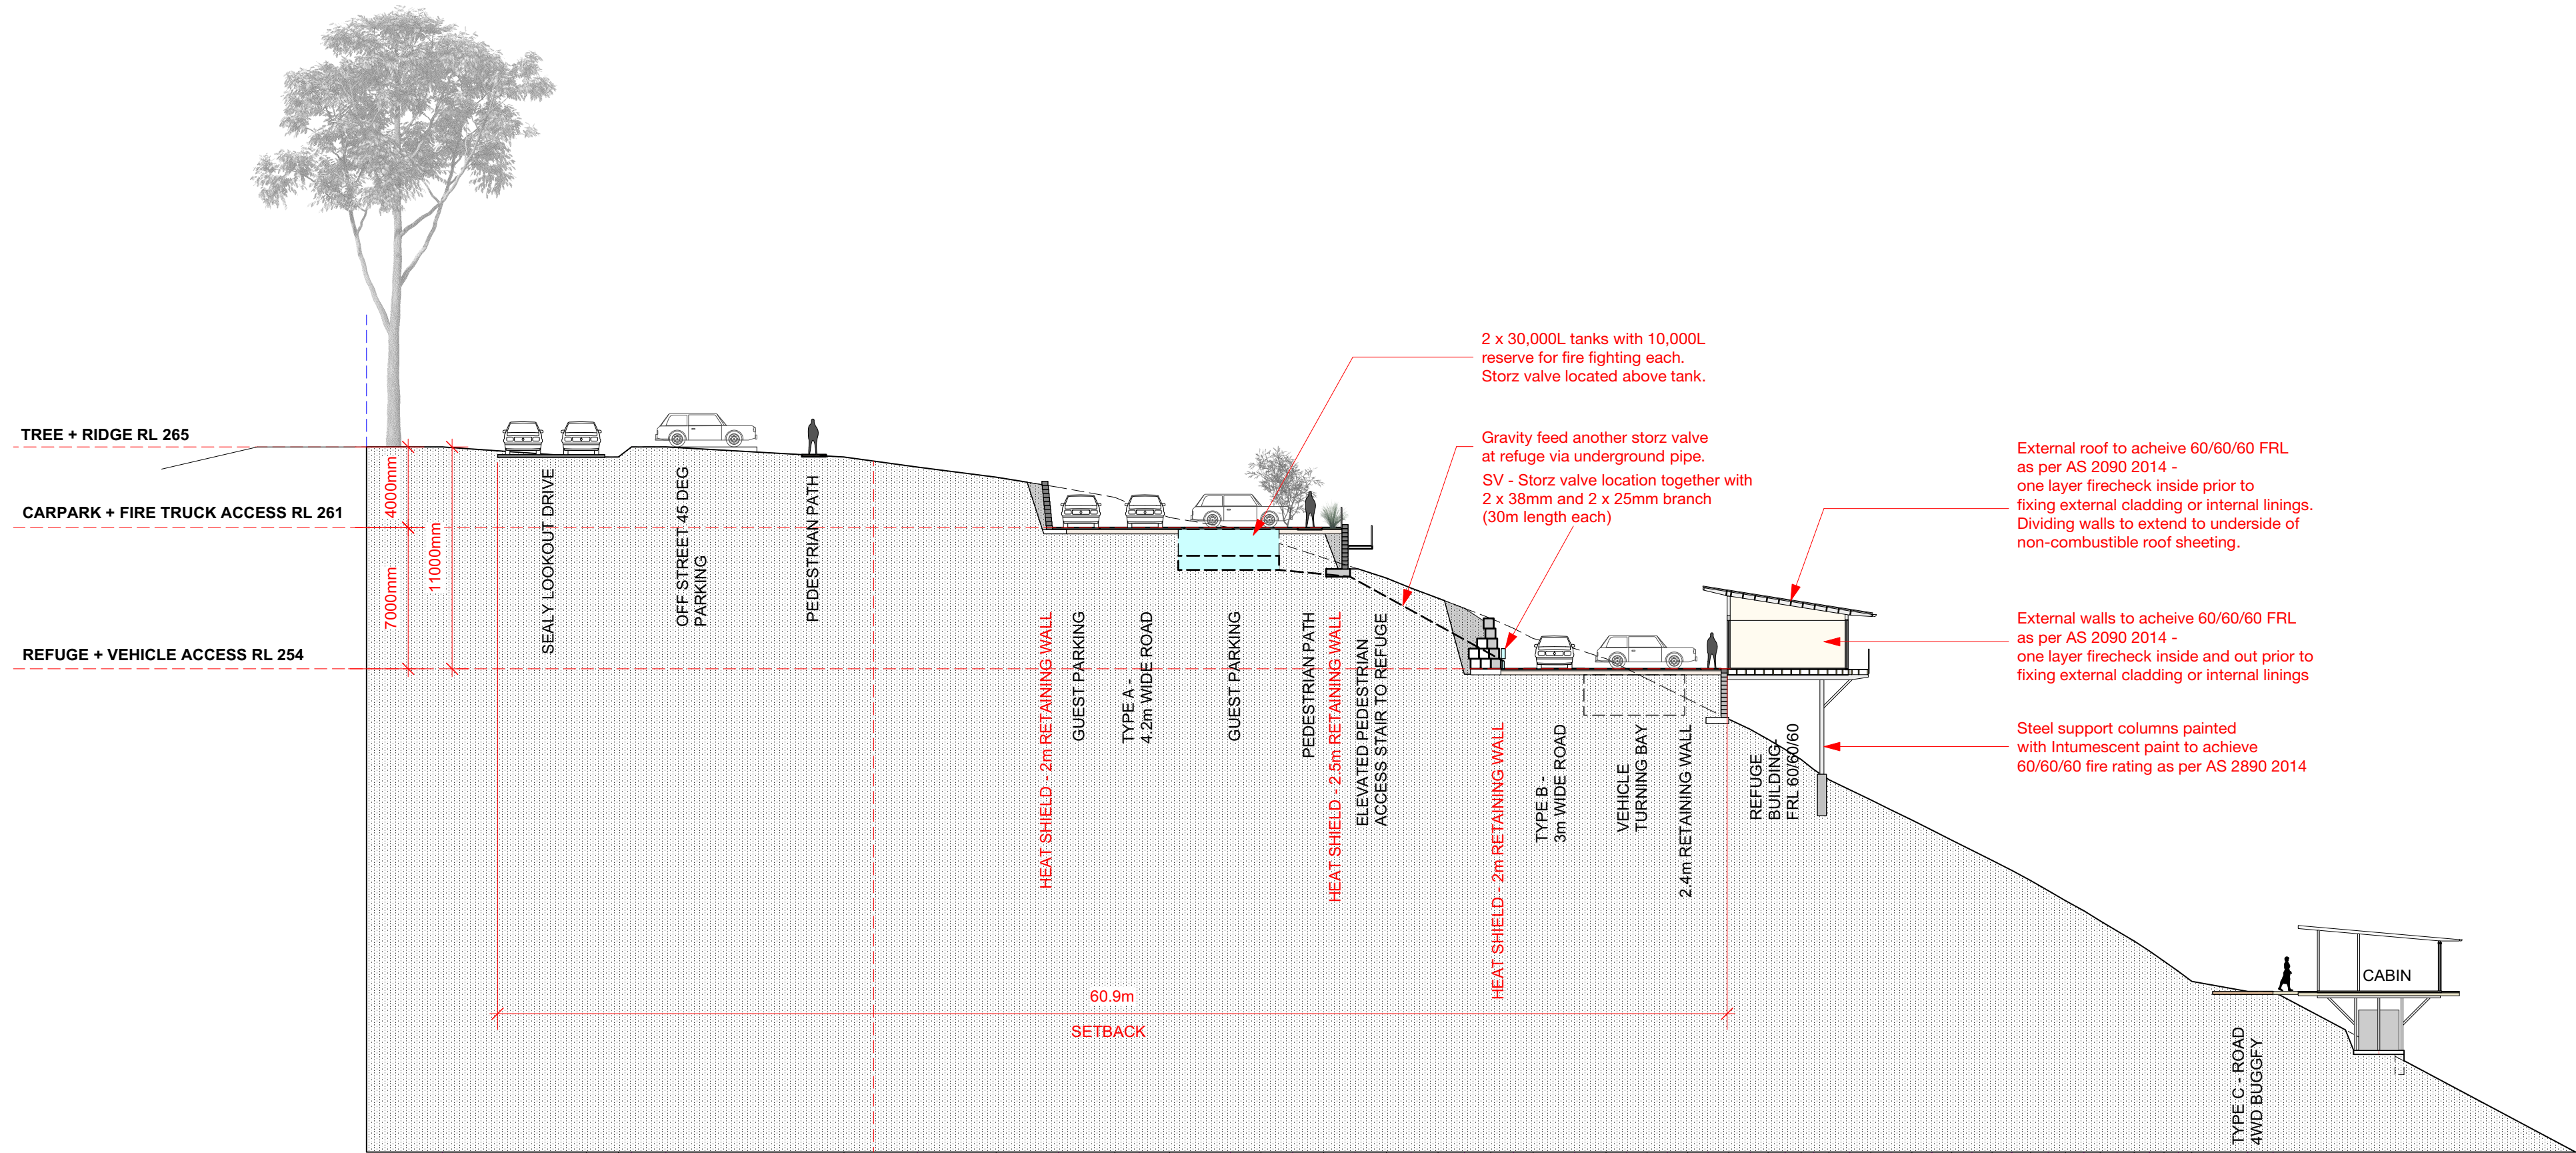 2 x 30,000L tanks with 10,000L
reserve for fire fighting each.
Storz valve located above tank.
Gravity feed another storz valve
at refuge via underground pipe.
SV - Storz valve location together with
2 x 38mm and 2 x 25mm branch
(30m length each)
External roof to acheive 60/60/60 FRL
as per AS 2090 2014 -
one layer firecheck inside prior to
fixing external cladding or internal linings.
Dividing walls to extend to underside of
non-combustible roof sheeting.
External walls to acheive 60/60/60 FRL
as per AS 2090 2014 -
one layer firecheck inside and out prior to
fixing external cladding or internal linings
Steel support columns painted
with Intumescent paint to achieve
60/60/60 fire rating as per AS 2890 2014
TREE + RIDGE RL 265
CARPARK + FIRE TRUCK ACCESS RL 261
REFUGE + VEHICLE ACCESS RL 254
4000mm
7000mm
11000mm
SEALY LOOKOUT DRIVE
OFF STREET 45 DEG
PARKING
PEDESTRIAN PATH
HEAT SHIELD - 2m RETAINING WALL
GUEST PARKING
TYPE A -
4.2m WIDE ROAD
GUEST PARKING
PEDESTRIAN PATH
HEAT SHIELD - 2.5m RETAINING WALL
ELEVATED PEDESTRIAN
ACCESS STAIR TO REFUGE
HEAT SHIELD - 2m RETAINING WALL
TYPE B -
3m WIDE ROAD
VEHICLE
TURNING BAY
2.4m RETAINING WALL
REFUGE
BUILDING-
FRL 60/60/60
60.9m
SETBACK
CABIN
TYPE C - ROAD
4WD BUGGFY